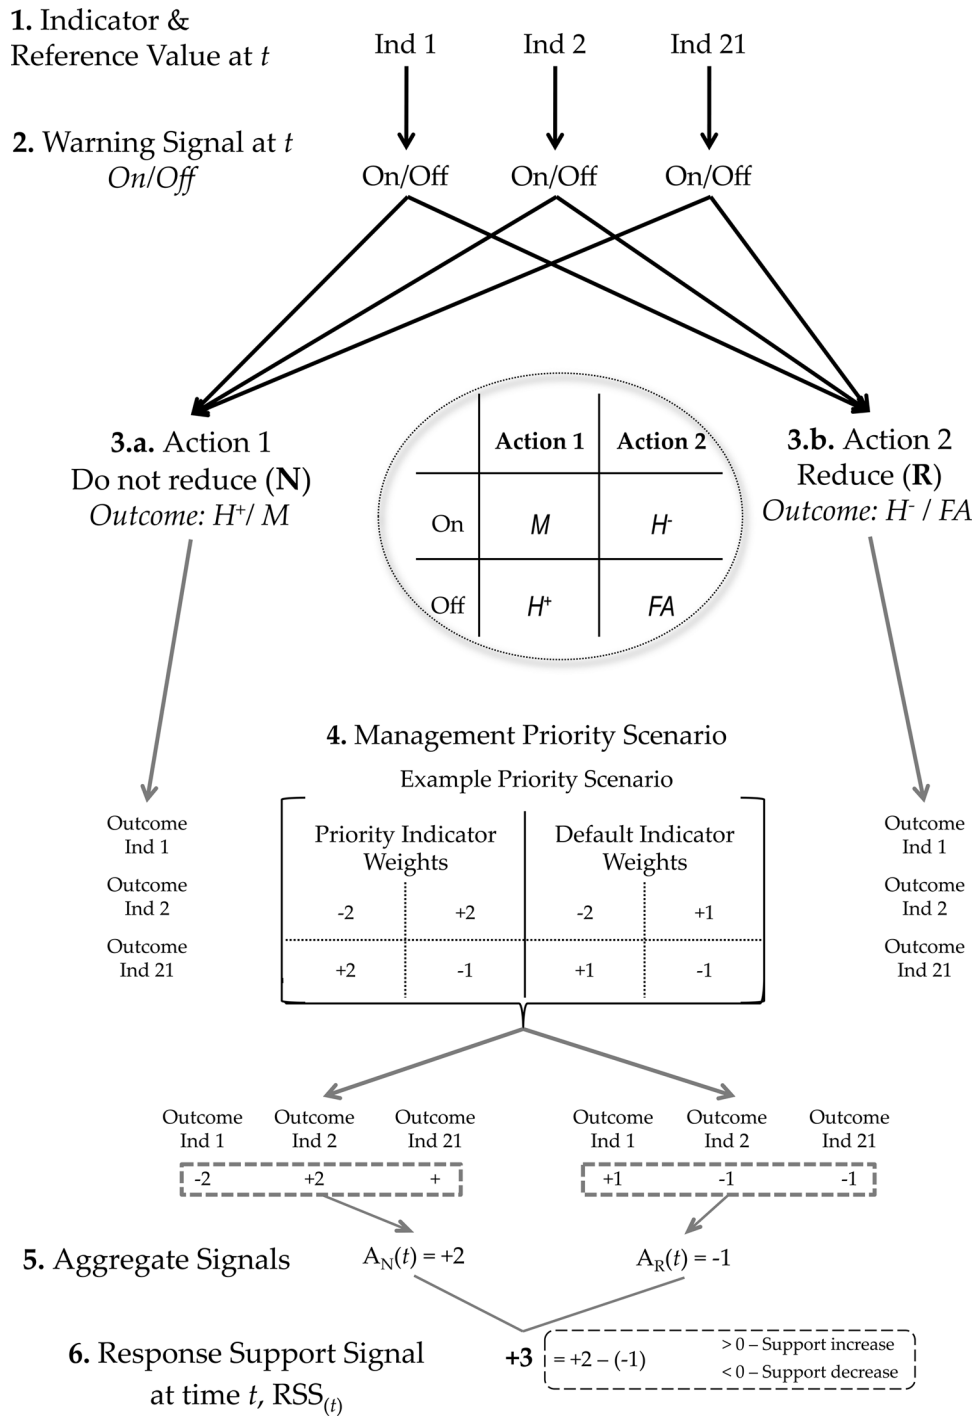 1. Indicator &
Reference Value at t
Ind 1
Ind 2
Ind 21
2. Warning Signal at t
On/Off
On/Off
On/Off
On/Off
3.a. Action 1
Do not reduce (N)
Outcome: H+/ M
Action 1
Action 2
On
M
H-
Off
H+
FA
3.b. Action 2
Reduce (R)
Outcome: H- / FA
4. Management Priority Scenario
Example Priority Scenario
Outcome
Ind 1
Outcome
Ind 2
Outcome
Ind 21
Priority Indicator
Weights
-2
+2
+2
-1
Default Indicator
Weights
-2
+1
+1
-1
Outcome
Ind 1
Outcome
Ind 2
Outcome
Ind 21
Outcome
Ind 1
Outcome
Ind 2
Outcome
Ind 21
-2
+2
+
Outcome
Ind 1
Outcome
Ind 2
Outcome
Ind 21
+1
-1
-1
5. Aggregate Signals
AN(t) = +2
AR(t) = -1
6. Response Support Signal
at time t, RSS(t)
+3
= +2 – (-1)
> 0 – Support increase
< 0 – Support decrease